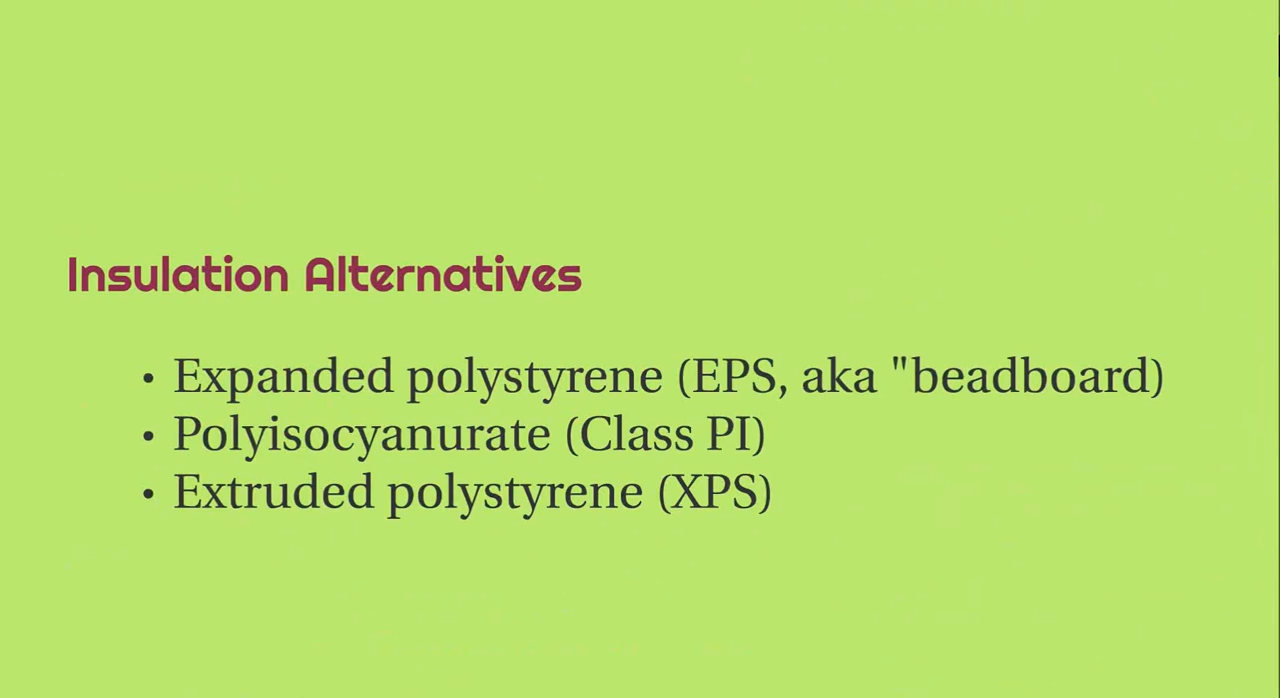 Insulation Alternatives
• Expanded polystyrene (EPS, aka "beadboard)
• Polyisocyanurate (Class PI)
• Extruded polystyrene (XPS)